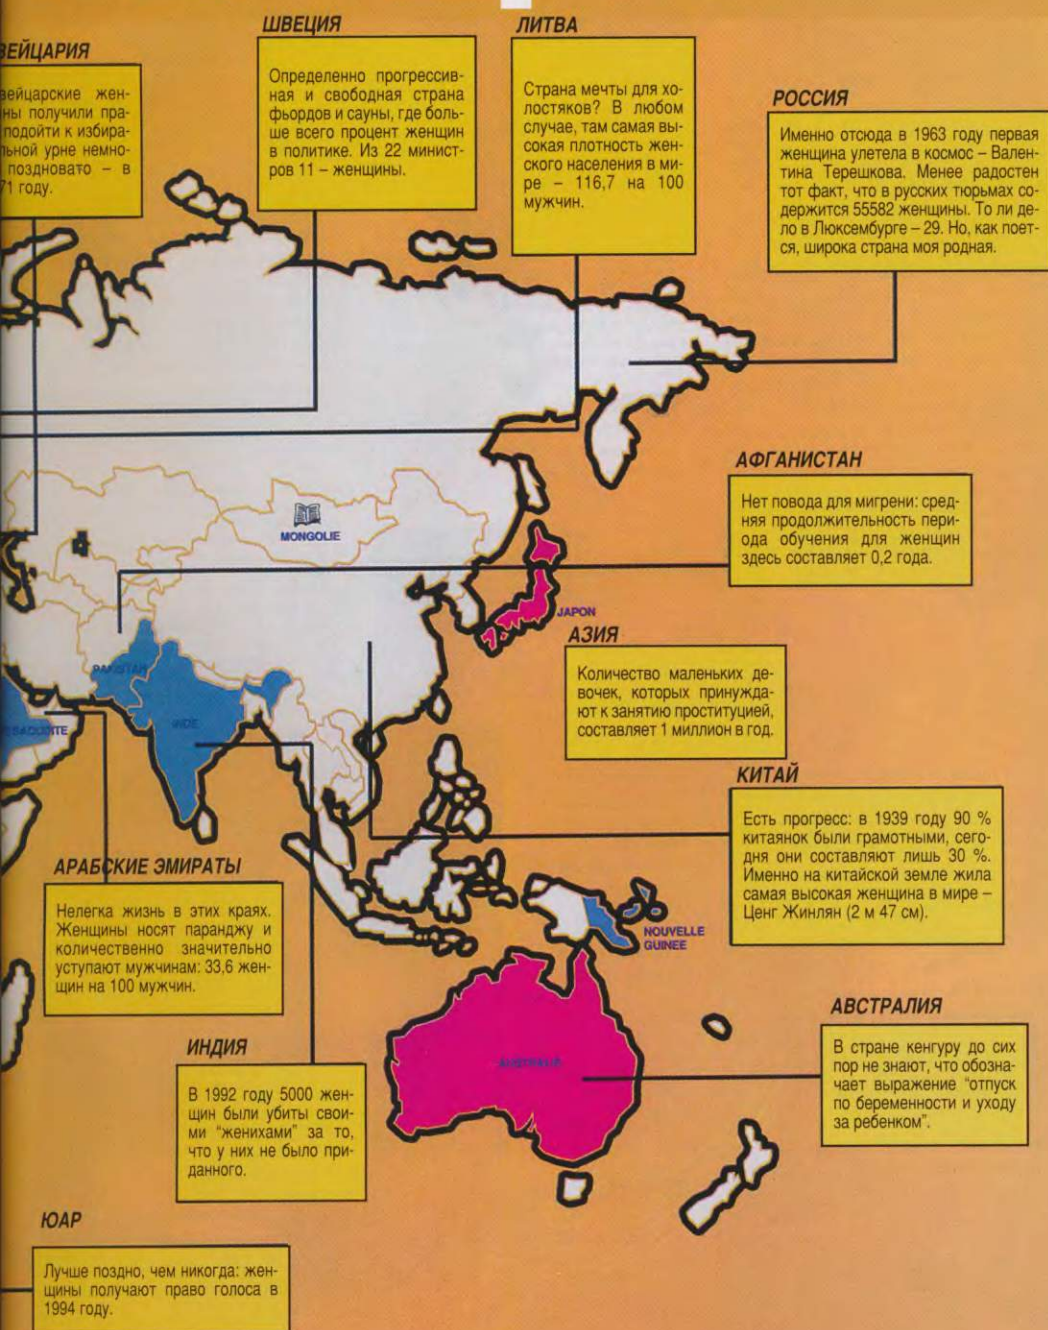 ВЕЙЦАРИЯ
вейцарские жен-
ны получили пра-
подойти к избира-
льной урне немно-
поздновато – в
71 году.
ШВЕЦИЯ
Определенно прогрессив-
ная и свободная страна
фьордов и сауны, где боль-
ше всего процент женщин
в политике. Из 22 минист-
ров 11 – женщины.
ЛИТВА
Страна мечты для хо-
лостяков? В любом
случае, там самая вы-
сокая плотность жен-
ского населения в ми-
ре – 116,7 на 100
мужчин.
РОССИЯ
Именно отсюда в 1963 году первая
женщина улетела в космос – Вален-
тина Терешкова. Менее радостен
тот факт, что в русских тюрьмах со-
держится 55582 женщины. То ли де-
ло в Люксембурге – 29. Но, как поет-
ся, широка страна моя родная.
АФГАНИСТАН
Нет повода для мигрени: сред-
няя продолжительность пери-
ода обучения для женщин
здесь составляет 0,2 года.
MONGOLIE
JAPON
АЗИЯ
Количество маленьких де-
вочек, которых принужда-
ют к занятию проституцией,
составляет 1 миллион в год.
PAKISTAN
INDE
E SAOUDITE
КИТАЙ
Есть прогресс: в 1939 году 90 %
китаянок были грамотными, сего-
дня они составляют лишь 30 %.
Именно на китайской земле жила
самая высокая женщина в мире –
Ценг Жинлян (2 м 47 см).
АРАБСКИЕ ЭМИРАТЫ
Нелегка жизнь в этих краях.
Женщины носят паранджу и
количественно значительно
уступают мужчинам: 33,6 жен-
щин на 100 мужчин.
NOUVELLE
GUINEE
АВСТРАЛИЯ
В стране кенгуру до сих
пор не знают, что обозна-
чает выражение "отпуск
по беременности и уходу
за ребенком".
ИНДИЯ
В 1992 году 5000 жен-
щин были убиты свои-
ми "женихами" за то,
что у них не было при-
данного.
ЮАР
Лучше поздно, чем никогда: жен-
щины получают право голоса в
1994 году.